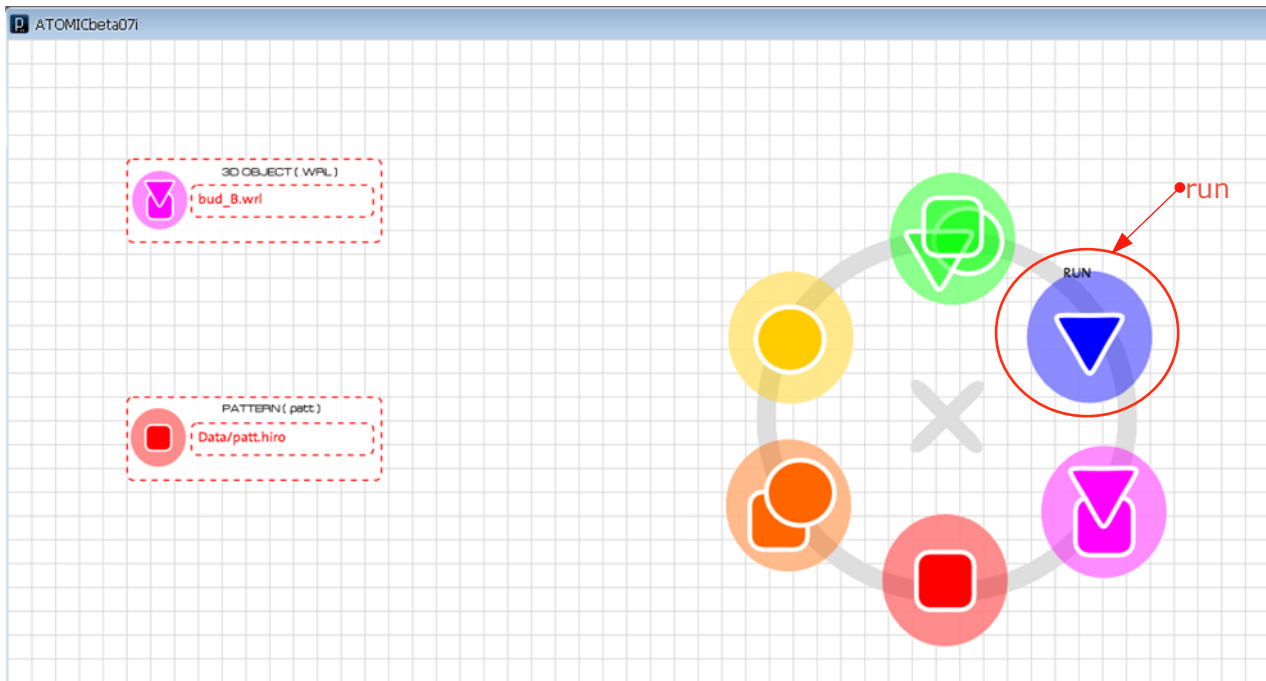 ATOMICbeta07i
3D OBJECT ( WRL )
bud_B.wrl
run
RUN
PATTERN ( patt )
Data/patt.hiro